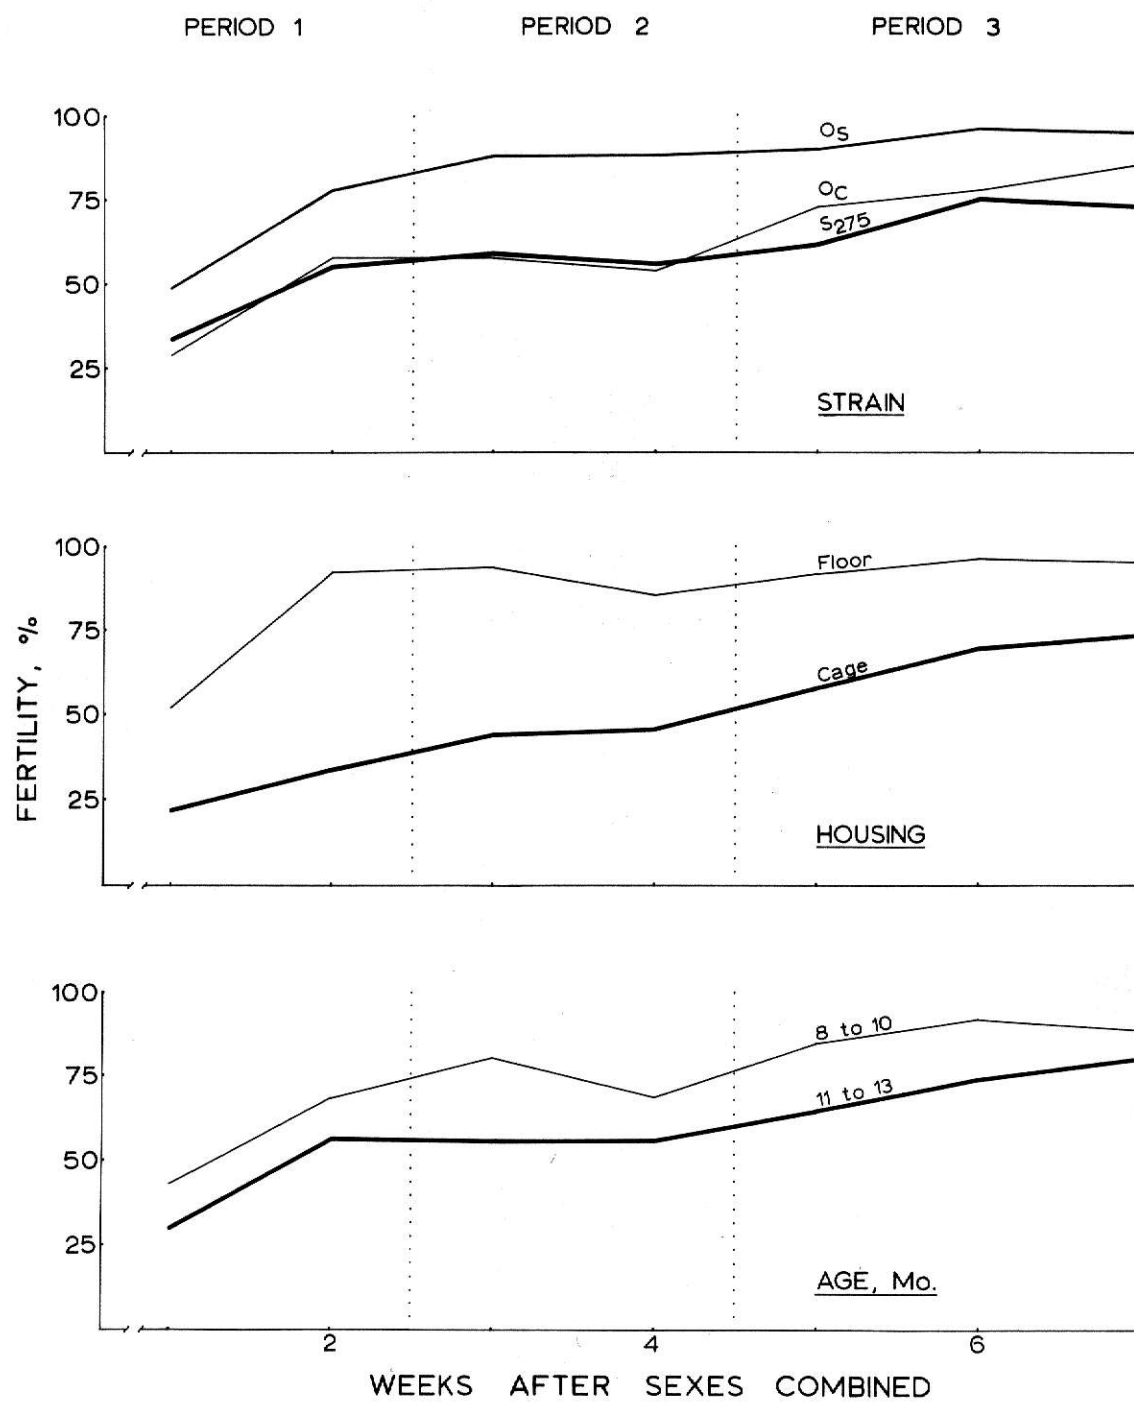 PERIOD 1 PERIOD 2 PERIOD 3
100
OS
OC
75
S275
50
25
STRAIN
100
Floor
75
Cage
50
25
HOUSING
FERTILITY, %
100
8 to 10
75
11 to 13
50
25
AGE, Mo.
2 4 6
WEEKS AFTER SEXES COMBINED